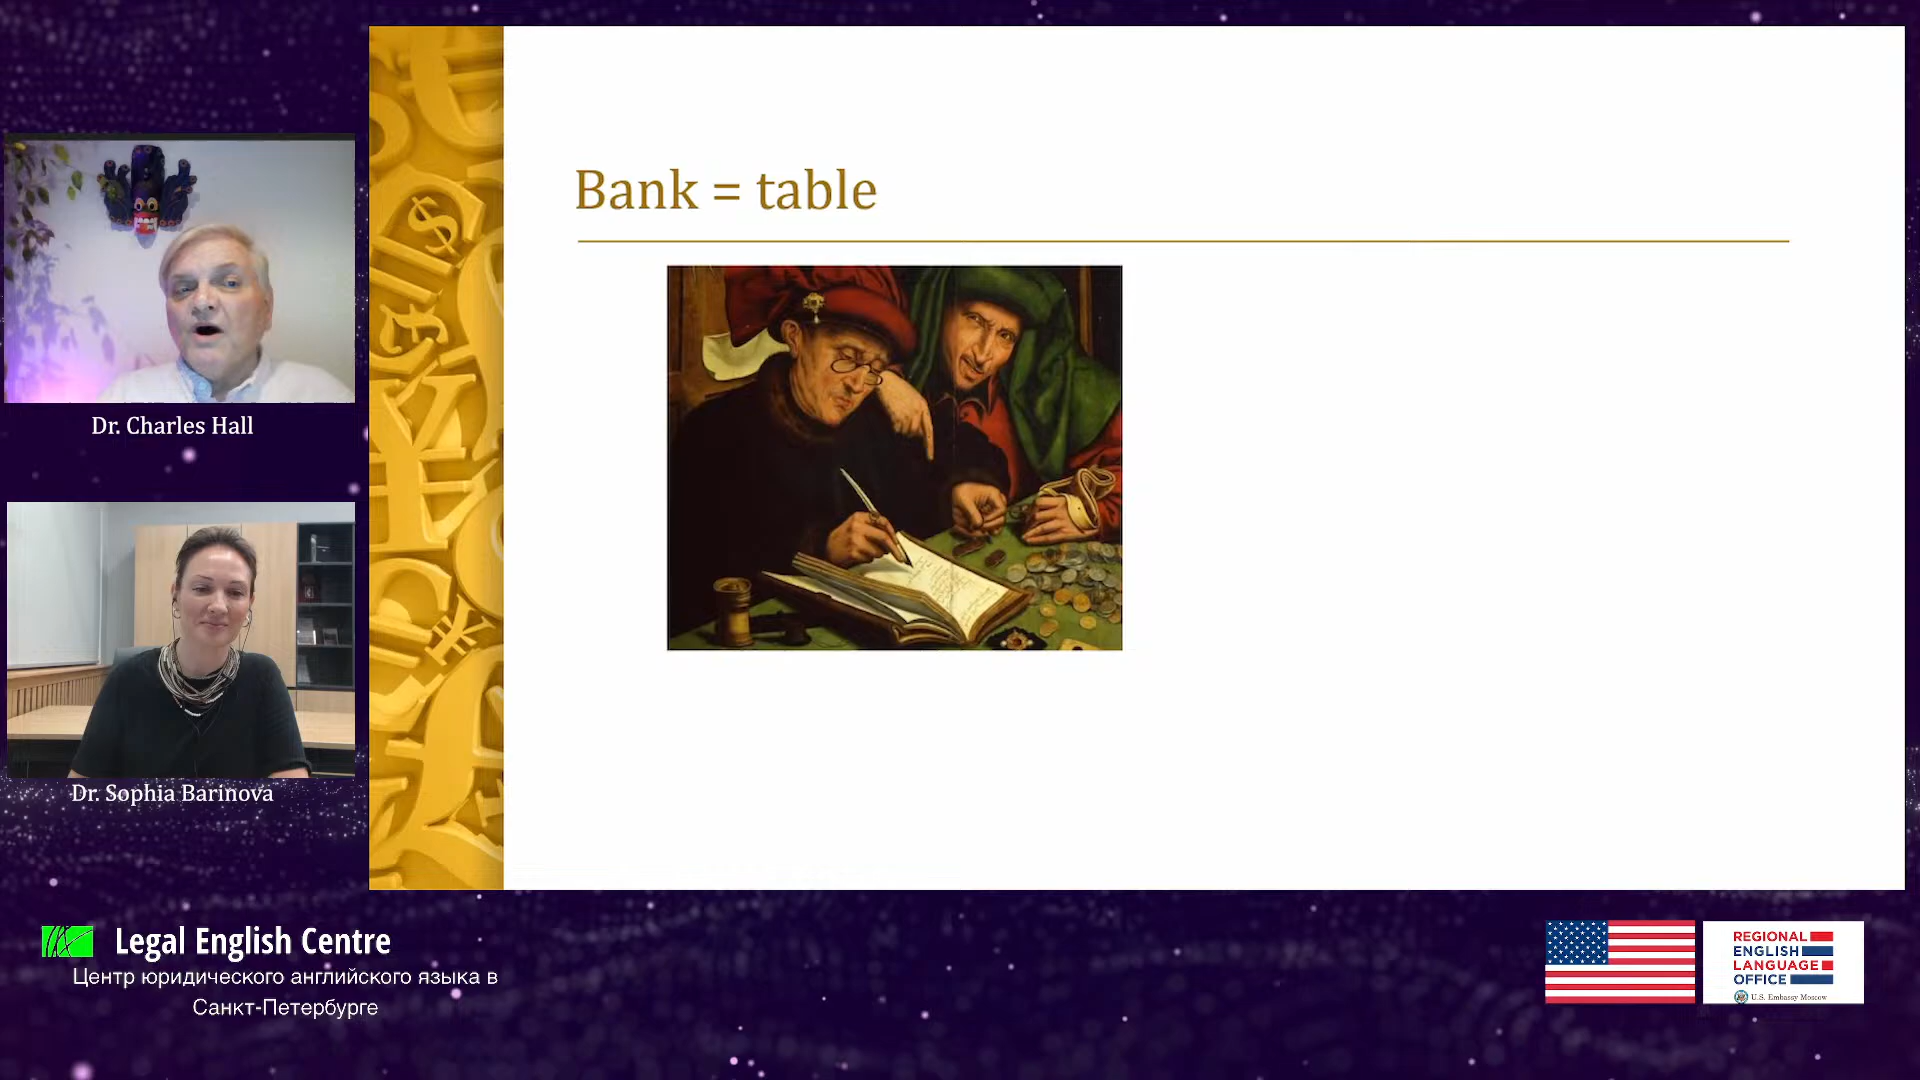 Bank = table
Dr. Charles Hall
Dr. Sophia Barinova
Legal English Centre
Центр юридического английского языка в
Санкт-Петербурге
REGIONAL
ENGLISH
LANGUAGE
OFFICE
U.S. Embassy Moscow